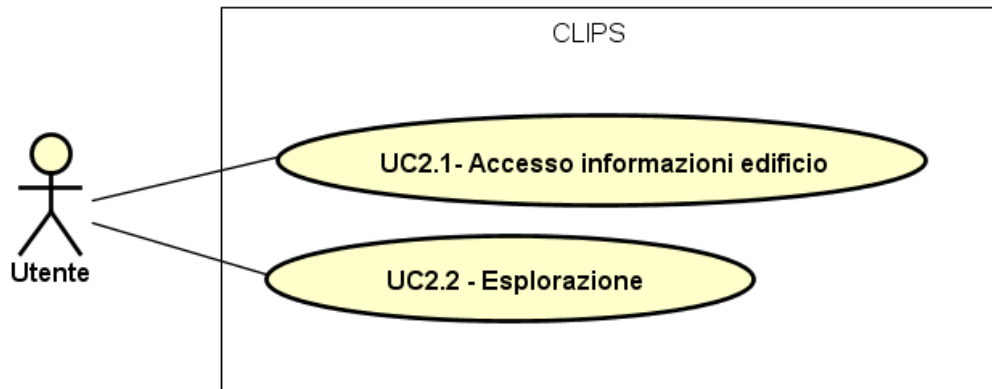 CLIPS
UC2.1- Accesso informazioni edificio
Utente
UC2.2 - Esplorazione